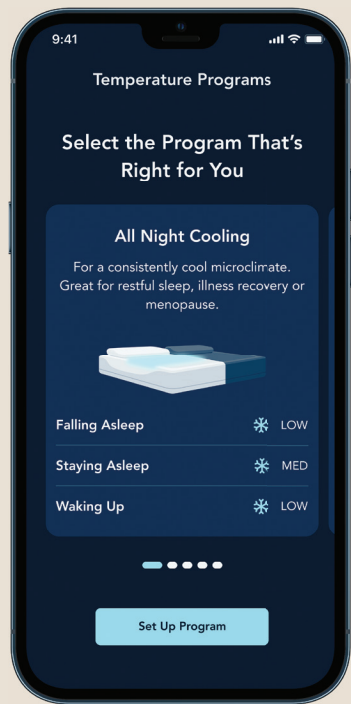 9:41
Temperature Programs
Select the Program That's
Right for You
All Night Cooling
For a consistently cool microclimate.
Great for restful sleep, illness recovery or
menopause.
Falling Asleep LOW
Staying Asleep MED
Waking Up LOW
Set Up Program